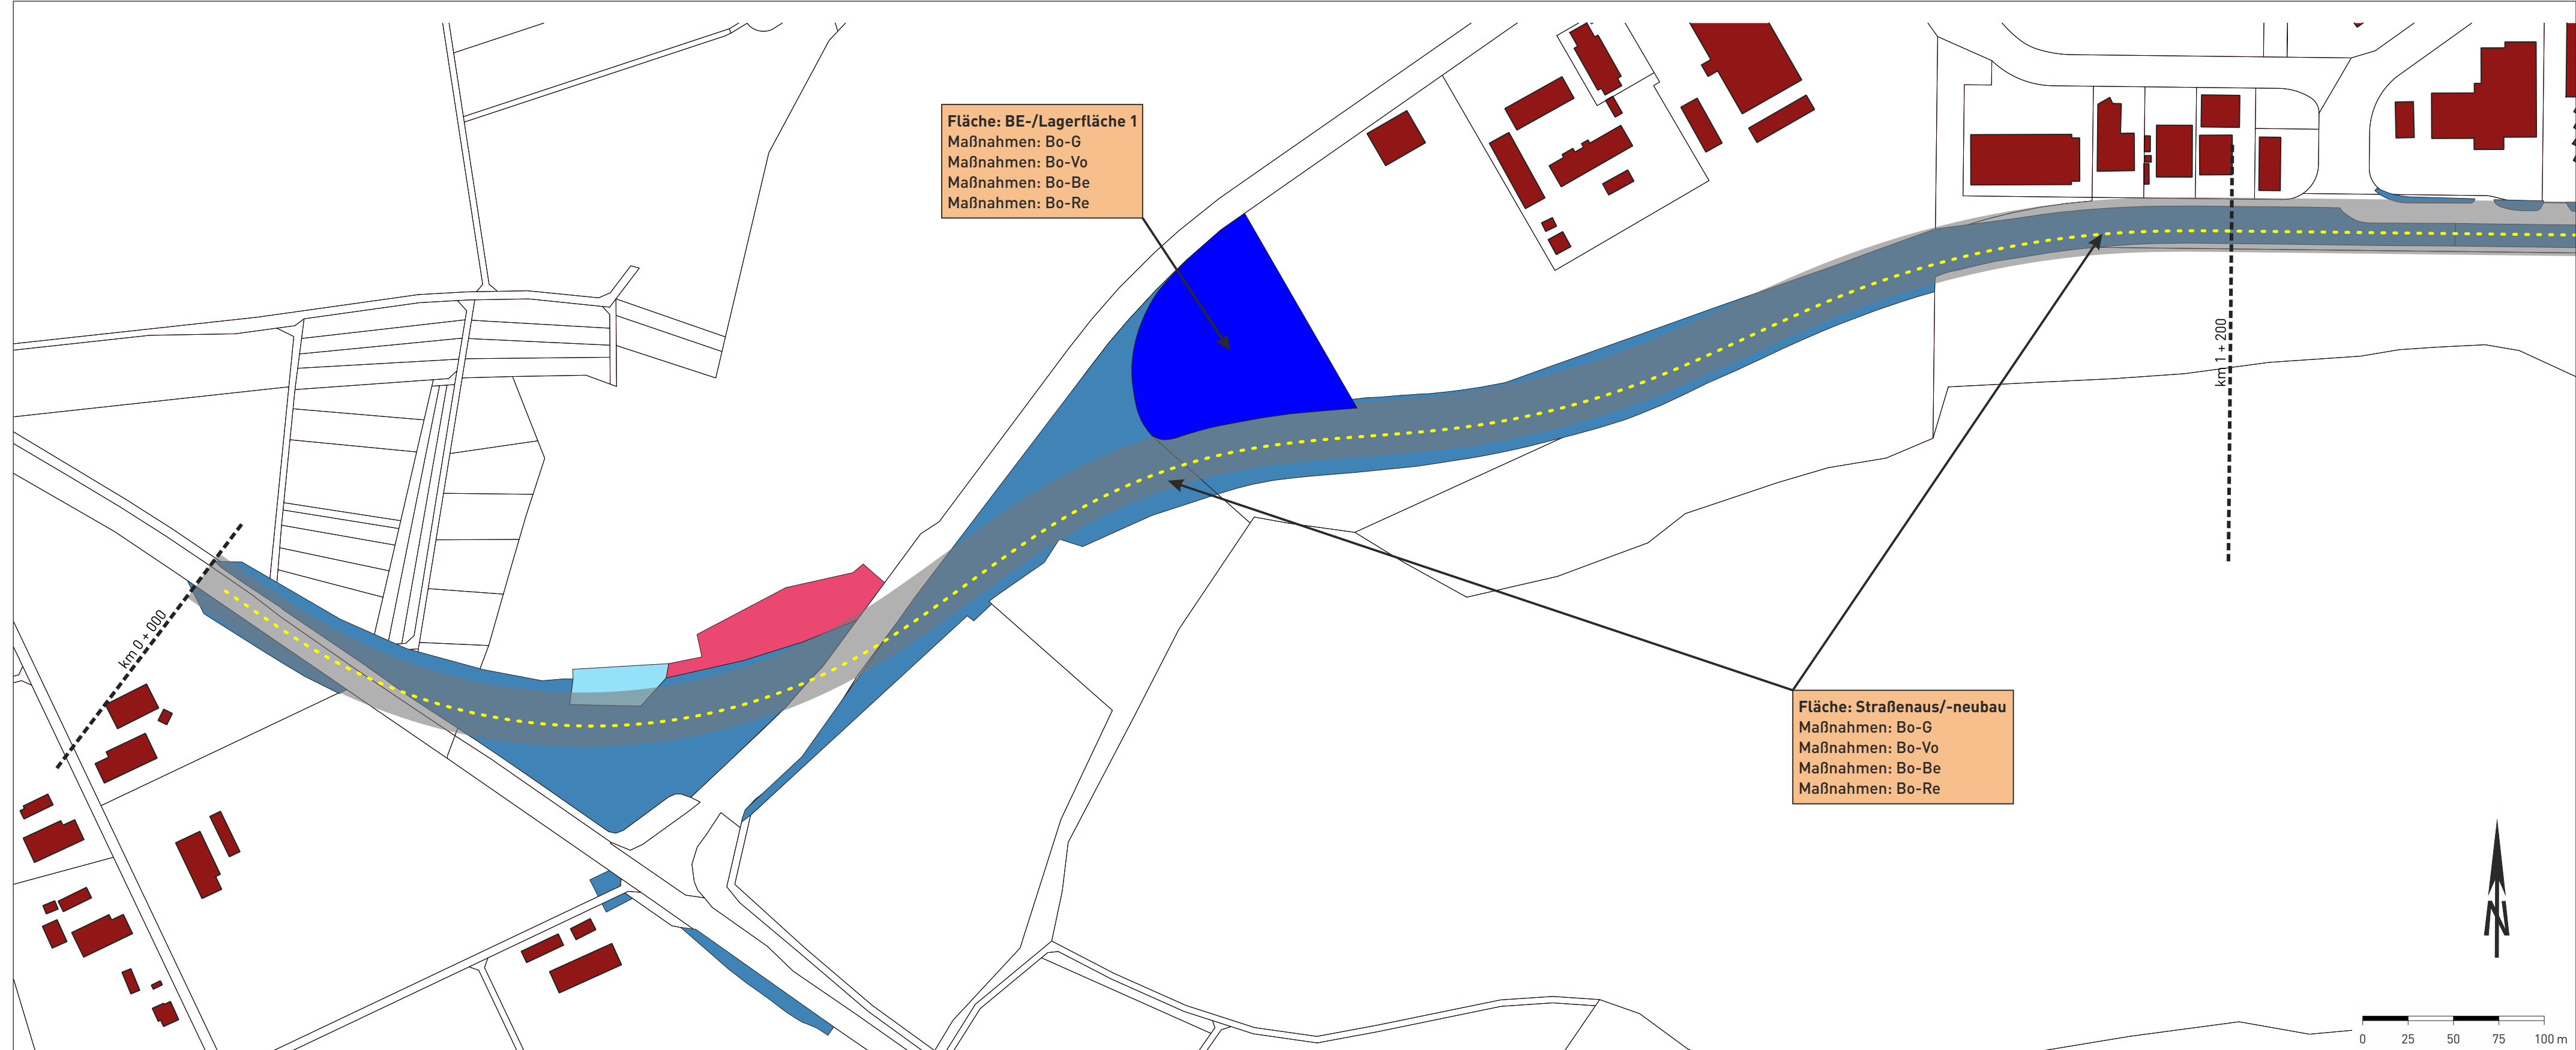 Fläche: BE-/Lagerfläche 1
Maßnahmen: Bo-G
Maßnahmen: Bo-Vo
Maßnahmen: Bo-Be
Maßnahmen: Bo-Re
km 1 + 200
km 0 + 000
Fläche: Straßenaus/-neubau
Maßnahmen: Bo-G
Maßnahmen: Bo-Vo
Maßnahmen: Bo-Be
Maßnahmen: Bo-Re
N
0 25 50 75 100 m